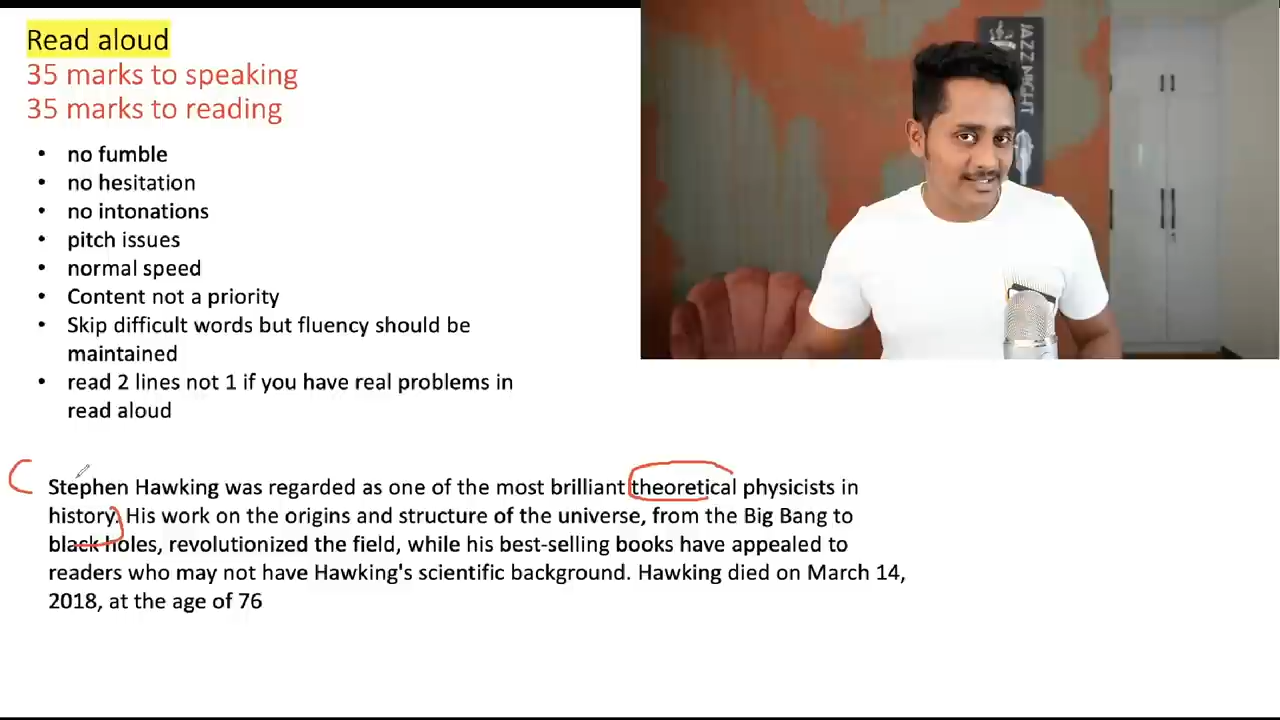 Read aloud
35 marks to speaking
35 marks to reading
• no fumble
• no hesitation
• no intonations
• pitch issues
• normal speed
• Content not a priority
• Skip difficult words but fluency should be
maintained
• read 2 lines not 1 if you have real problems in
read aloud
JAZZ NIGHT
Stephen Hawking was regarded as one of the most brilliant theoretical physicists in
history. His work on the origins and structure of the universe, from the Big Bang to
black holes, revolutionized the field, while his best-selling books have appealed to
readers who may not have Hawking's scientific background. Hawking died on March 14,
2018, at the age of 76